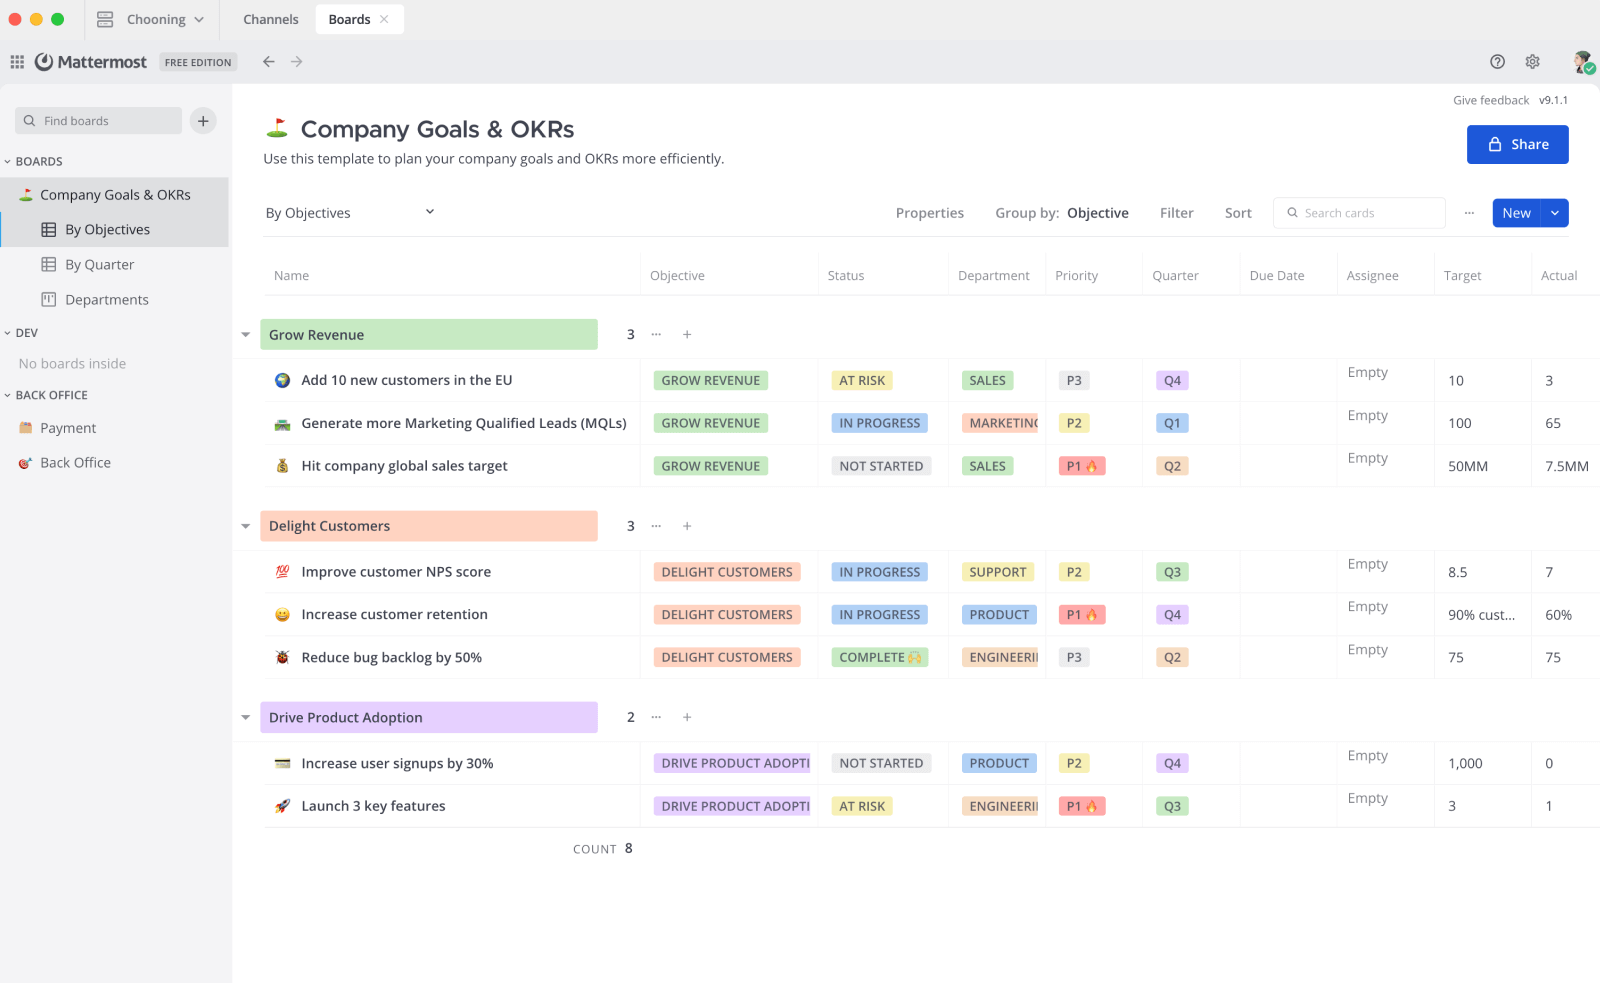 Chooning Channels Boards
Mattermost FREE EDITION
Give feedback v9.1.1
Find boards
BOARDS
Company Goals & OKRs
By Objectives
By Quarter
Departments
DEV
No boards inside
BACK OFFICE
Payment
Back Office
Company Goals & OKRs
Share
Use this template to plan your company goals and OKRs more efficiently.
By Objectives Properties Group by: Objective Filter Sort Search cards New
Name Objective Status Department Priority Quarter Due Date Assignee Target Actual
Grow Revenue 3
Add 10 new customers in the EU GROW REVENUE AT RISK SALES P3 Q4 Empty 10 3
Generate more Marketing Qualified Leads (MQLs) GROW REVENUE IN PROGRESS MARKETING P2 Q1 Empty 100 65
Hit company global sales target GROW REVENUE NOT STARTED SALES P1 🔥 Q2 Empty 50MM 7.5MM
Delight Customers 3
💯 Improve customer NPS score DELIGHT CUSTOMERS IN PROGRESS SUPPORT P2 Q3 Empty 8.5 7
Increase customer retention DELIGHT CUSTOMERS IN PROGRESS PRODUCT P1 🔥 Q4 Empty 90% cust... 60%
Reduce bug backlog by 50% DELIGHT CUSTOMERS COMPLETE 🙌 ENGINEERI P3 Q2 Empty 75 75
Drive Product Adoption 2
Increase user signups by 30% DRIVE PRODUCT ADOPTI NOT STARTED PRODUCT P2 Q4 Empty 1,000 0
Launch 3 key features DRIVE PRODUCT ADOPTI AT RISK ENGINEERI P1 🔥 Q3 Empty 3 1
COUNT 8